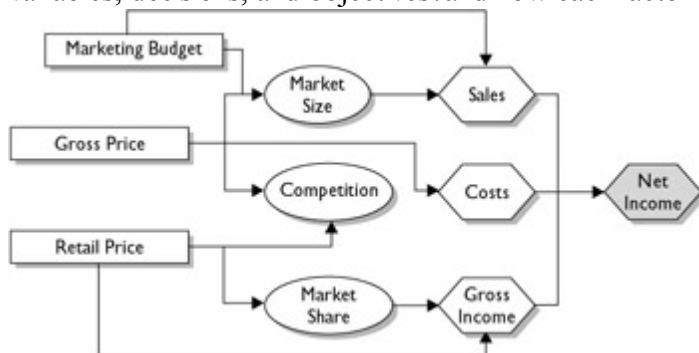 Marketing Budget
Market
Size
Sales
Gross Price
Competition
Costs
Net
Income
Retail Price
Market
Share
Gross
Income